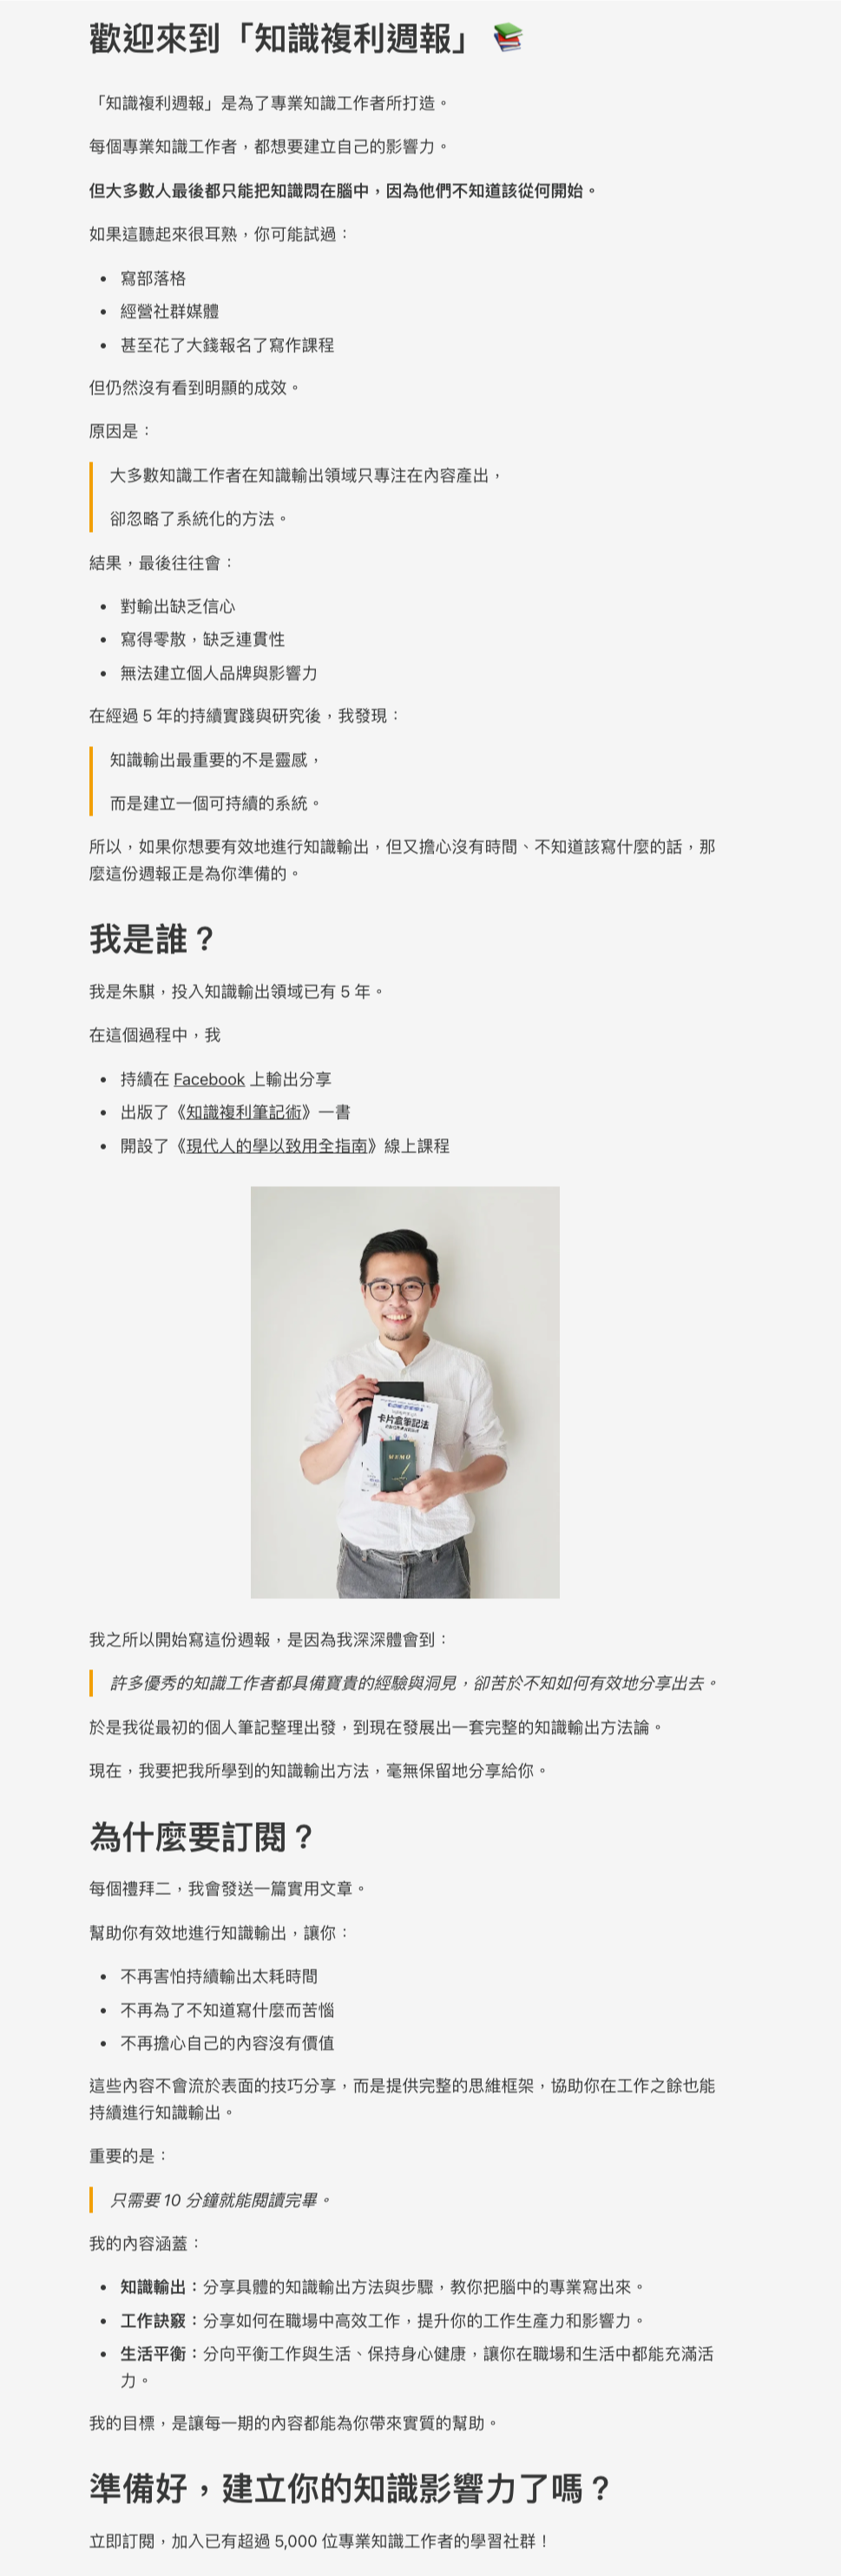 歡迎來到「知識複利週報」 📚
「知識複利週報」是為了專業知識工作者所打造。
每個專業知識工作者，都想要建立自己的影響力。
但大多數人最後都只能把知識悶在腦中，因為他們不知道該從何開始。
如果這聽起來很耳熟，你可能試過：
• 寫部落格
• 經營社群媒體
• 甚至花了大錢報名了寫作課程
但仍然沒有看到明顯的成效。
原因是：
大多數知識工作者在知識輸出領域只專注在內容產出，
卻忽略了系統化的方法。
結果，最後往往會：
• 對輸出缺乏信心
• 寫得零散，缺乏連貫性
• 無法建立個人品牌與影響力
在經過 5 年的持續實踐與研究後，我發現：
知識輸出最重要的不是靈感，
而是建立一個可持續的系統。
所以，如果你想要有效地進行知識輸出，但又擔心沒有時間、不知道該寫什麼的話，那
麼這份週報正是為你準備的。
我是誰？
我是朱騏，投入知識輸出領域已有 5 年。
在這個過程中，我
• 持續在 Facebook 上輸出分享
• 出版了《知識複利筆記術》一書
• 開設了《現代人的學以致用全指南》線上課程
卡片盒筆記法
MEMO
我之所以開始寫這份週報，是因為我深深體會到：
許多優秀的知識工作者都具備寶貴的經驗與洞見，卻苦於不知如何有效地分享出去。
於是我從最初的個人筆記整理出發，到現在發展出一套完整的知識輸出方法論。
現在，我要把我所學到的知識輸出方法，毫無保留地分享給你。
為什麼要訂閱？
每個禮拜二，我會發送一篇實用文章。
幫助你有效地進行知識輸出，讓你：
• 不再害怕持續輸出太耗時間
• 不再為了不知道寫什麼而苦惱
• 不再擔心自己的內容沒有價值
這些內容不會流於表面的技巧分享，而是提供完整的思維框架，協助你在工作之餘也能
持續進行知識輸出。
重要的是：
只需要 10 分鐘就能閱讀完畢。
我的內容涵蓋：
• 知識輸出：分享具體的知識輸出方法與步驟，教你把腦中的專業寫出來。
• 工作訣竅：分享如何在職場中高效工作，提升你的工作生產力和影響力。
• 生活平衡：分向平衡工作與生活、保持身心健康，讓你在職場和生活中都能充滿活
力。
我的目標，是讓每一期的內容都能為你帶來實質的幫助。
準備好，建立你的知識影響力了嗎？
立即訂閱，加入已有超過 5,000 位專業知識工作者的學習社群！